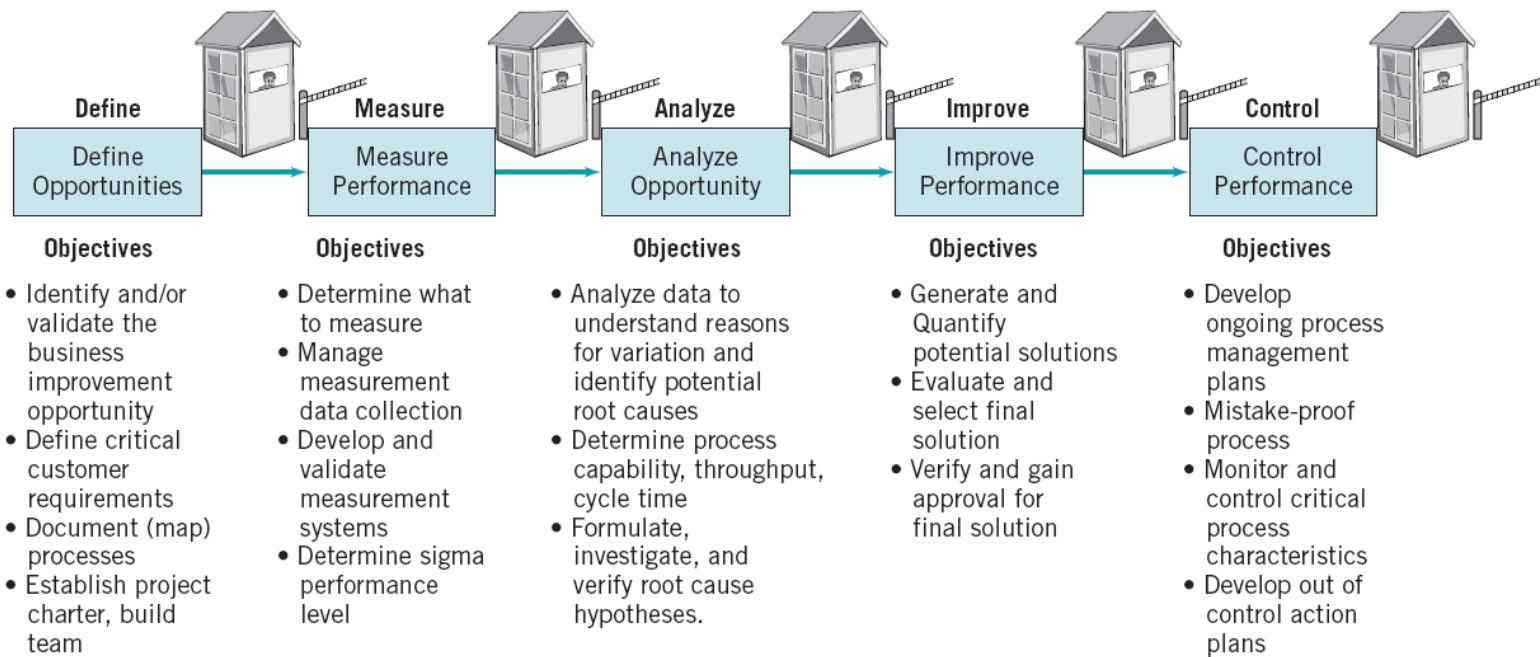 Define
Measure
Analyze
Improve
Control
Define
Opportunities
Measure
Performance
Analyze
Opportunity
Improve
Performance
Control
Performance
Objectives
• Identify and/or
validate the
business
improvement
opportunity
• Define critical
customer
requirements
• Document (map)
processes
• Establish project
charter, build
team
Objectives
• Determine what
to measure
• Manage
measurement
data collection
• Develop and
validate
measurement
systems
• Determine sigma
performance
level
Objectives
• Analyze data to
understand reasons
for variation and
identify potential
root causes
• Determine process
capability, throughput,
cycle time
• Formulate,
investigate, and
verify root cause
hypotheses.
Objectives
• Generate and
Quantify
potential solutions
• Evaluate and
select final
solution
• Verify and gain
approval for
final solution
Objectives
• Develop
ongoing process
management
plans
• Mistake-proof
process
• Monitor and
control critical
process
characteristics
• Develop out of
control action
plans